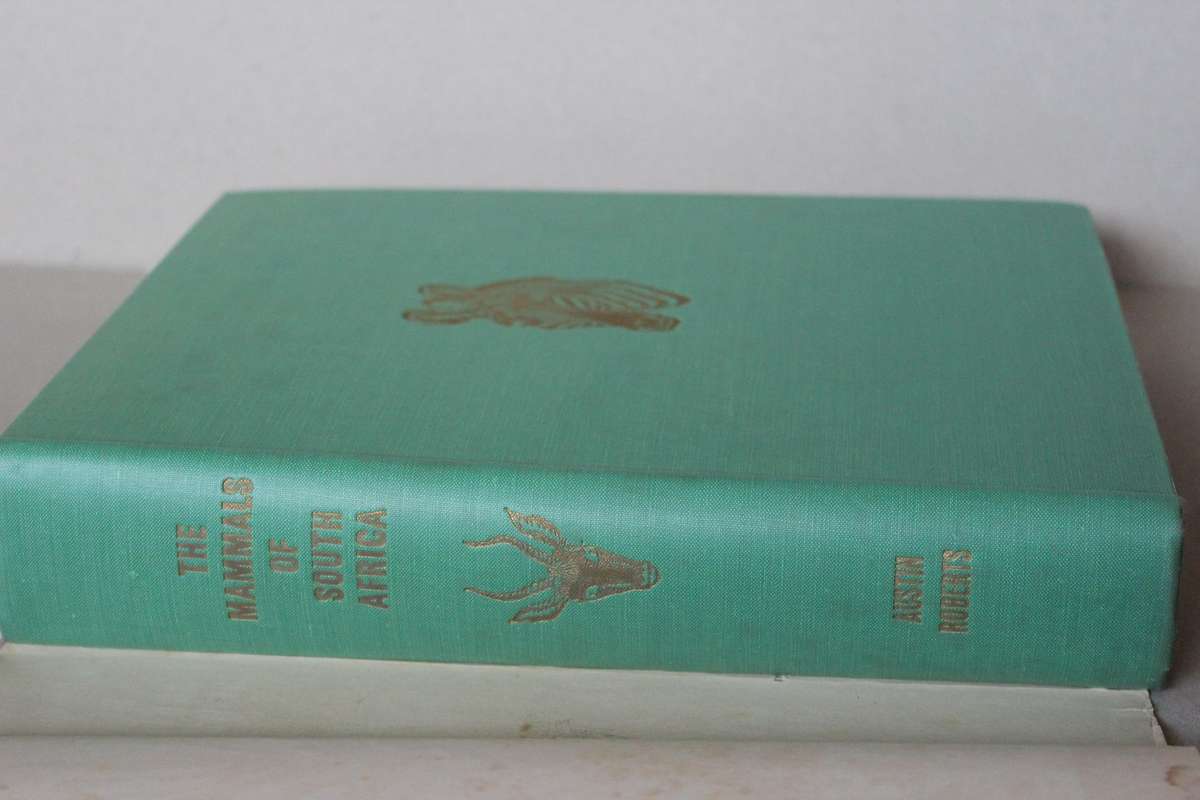 THE
MAMMALS
OF
SOUTH
AFRICA
AUSTIN
ROBERTS